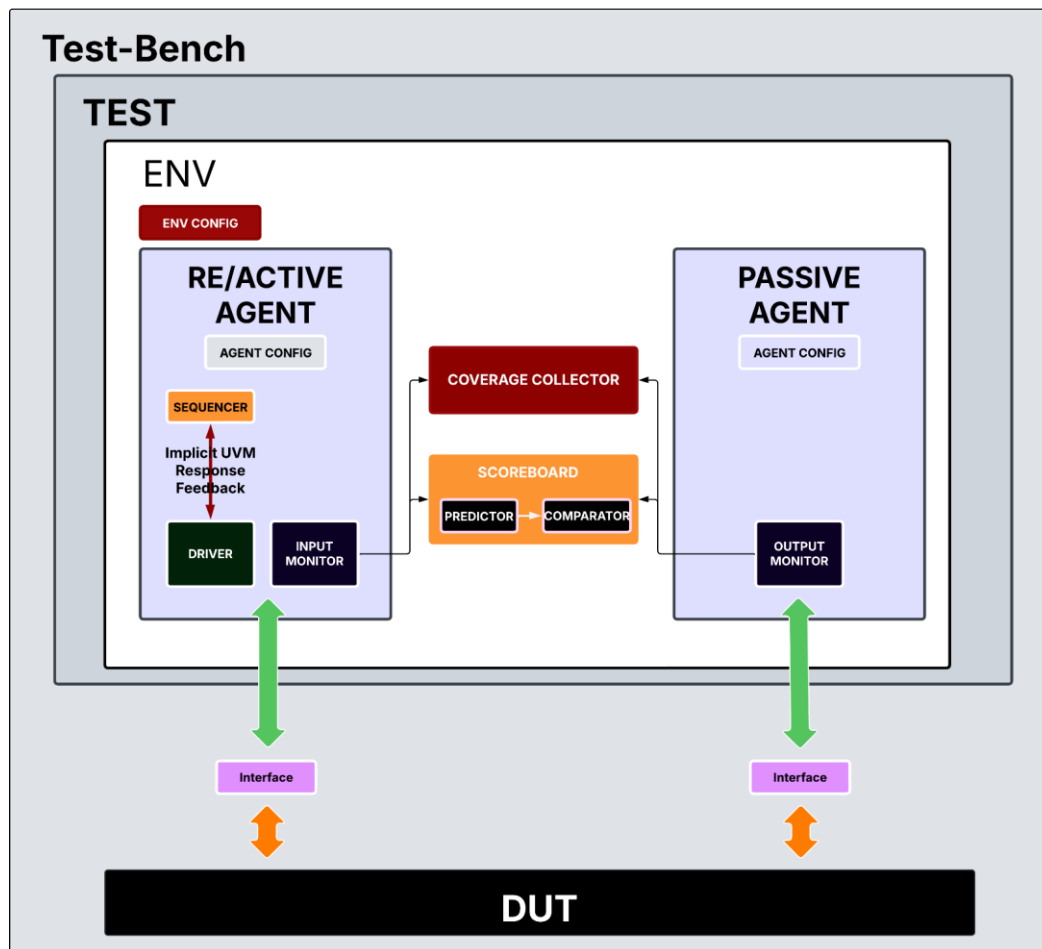 Test-Bench
TEST
ENV
ENV CONFIG
RE/ACTIVE
AGENT
AGENT CONFIG
SEQUENCER
Implicit UVM
Response
Feedback
DRIVER
INPUT
MONITOR
COVERAGE COLLECTOR
SCOREBOARD
PREDICTOR
COMPARATOR
PASSIVE
AGENT
AGENT CONFIG
OUTPUT
MONITOR
Interface
Interface
DUT